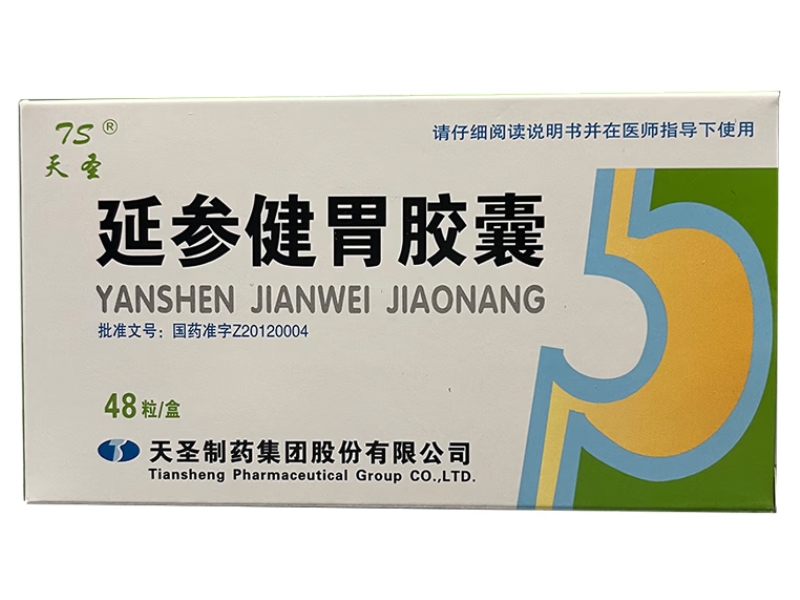 TS®
天圣
请仔细阅读说明书并在医师指导下使用
延参健胃胶囊
YANSHEN JIANWEI JIAONANG
批准文号：国药准字Z20120004
48粒/盒
天圣制药集团股份有限公司
Tiansheng Pharmaceutical Group CO.,LTD.